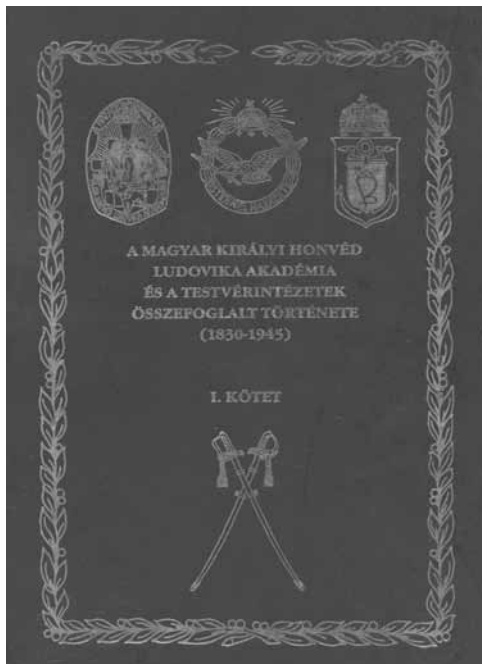 A MAGYAR KIRÁLYI HONVÉD
LUDOVIKA AKADÉMIA
ÉS A TESTVÉRINTÉZETEK
ÖSSZEFOGLALT TÖRTÉNETE
(1830-1945)
I. KÖTET